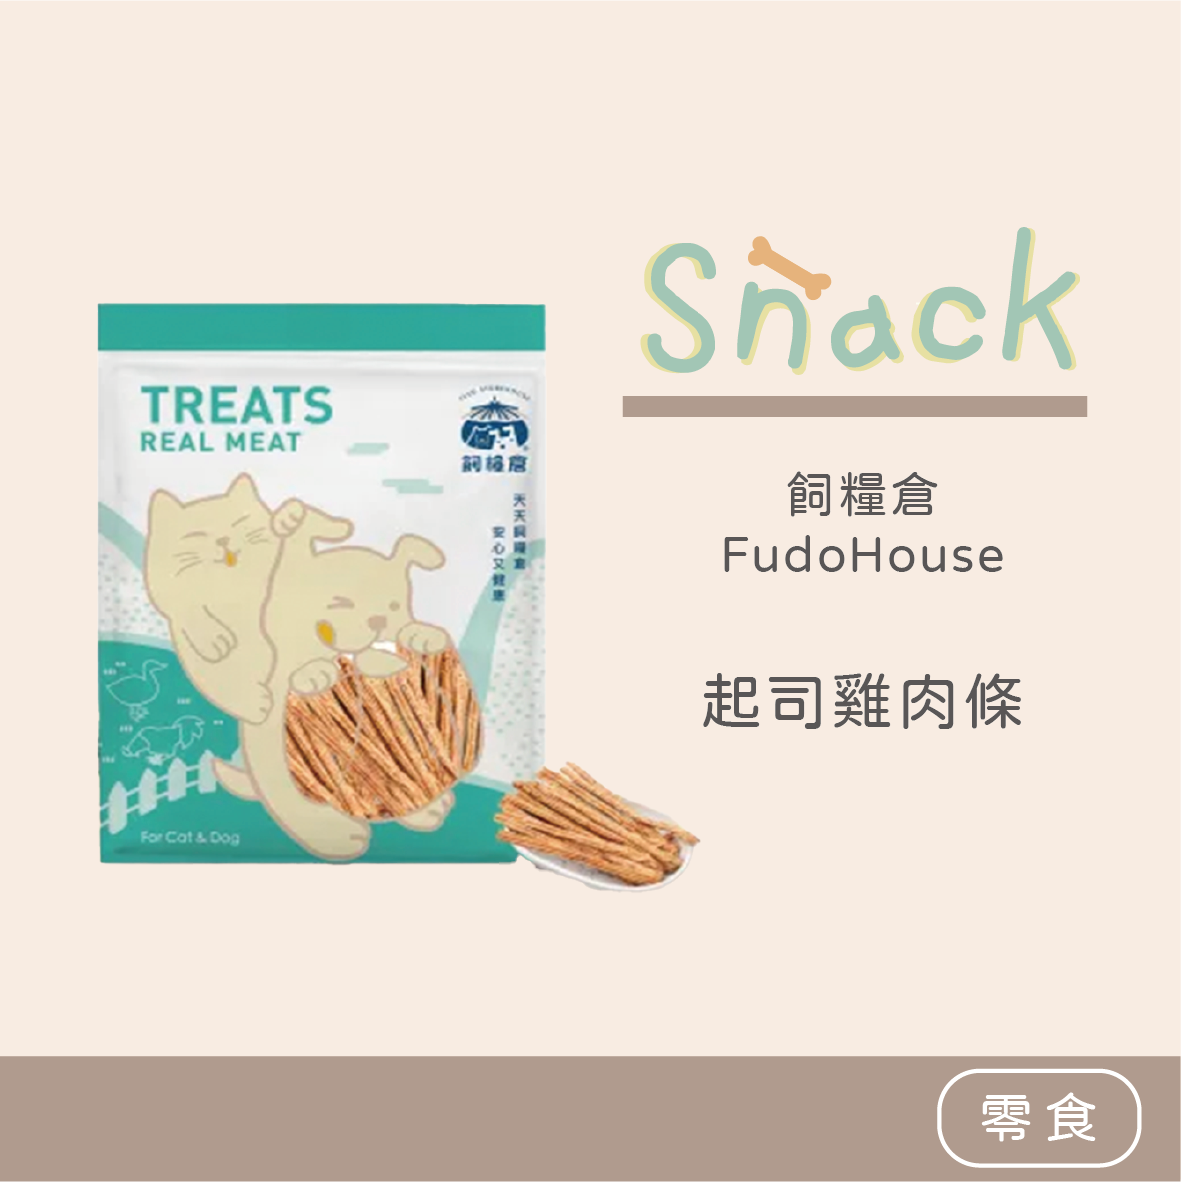 Snack
飼糧倉
FudoHouse
起司雞肉條
TREATS
REAL MEAT
飼糧倉
天天飼糧倉
安心又健康
For Cat & Dog
零食